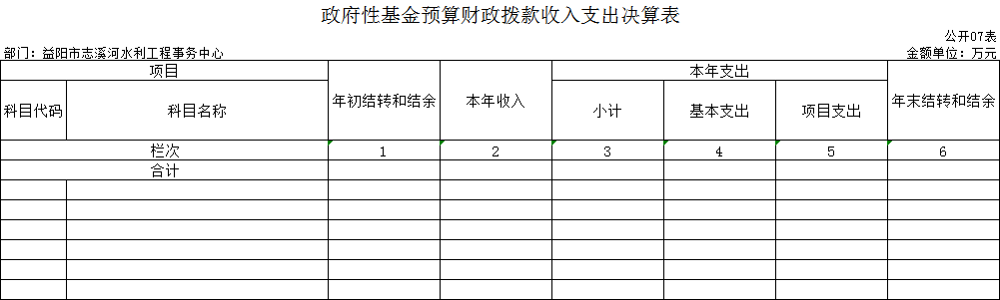 政府性基金预算财政拨款收入支出决算表
公开07表
部门：益阳市志溪河水利工程事务中心 金额单位：万元
项目 年初结转和结余 本年收入 本年支出 年末结转和结余
科目代码 科目名称 小计 基本支出 项目支出
栏次 1 2 3 4 5 6
合计